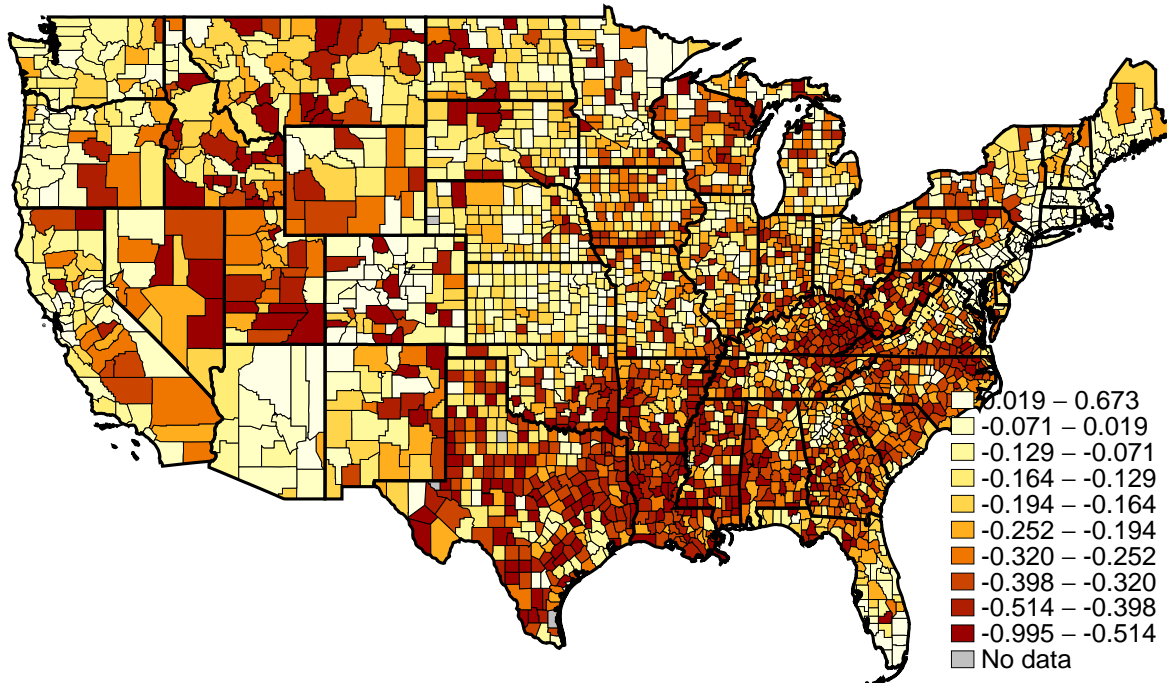 0.019 – 0.673
-0.071 – 0.019
-0.129 – -0.071
-0.164 – -0.129
-0.194 – -0.164
-0.252 – -0.194
-0.320 – -0.252
-0.398 – -0.320
-0.514 – -0.398
-0.995 – -0.514
No data